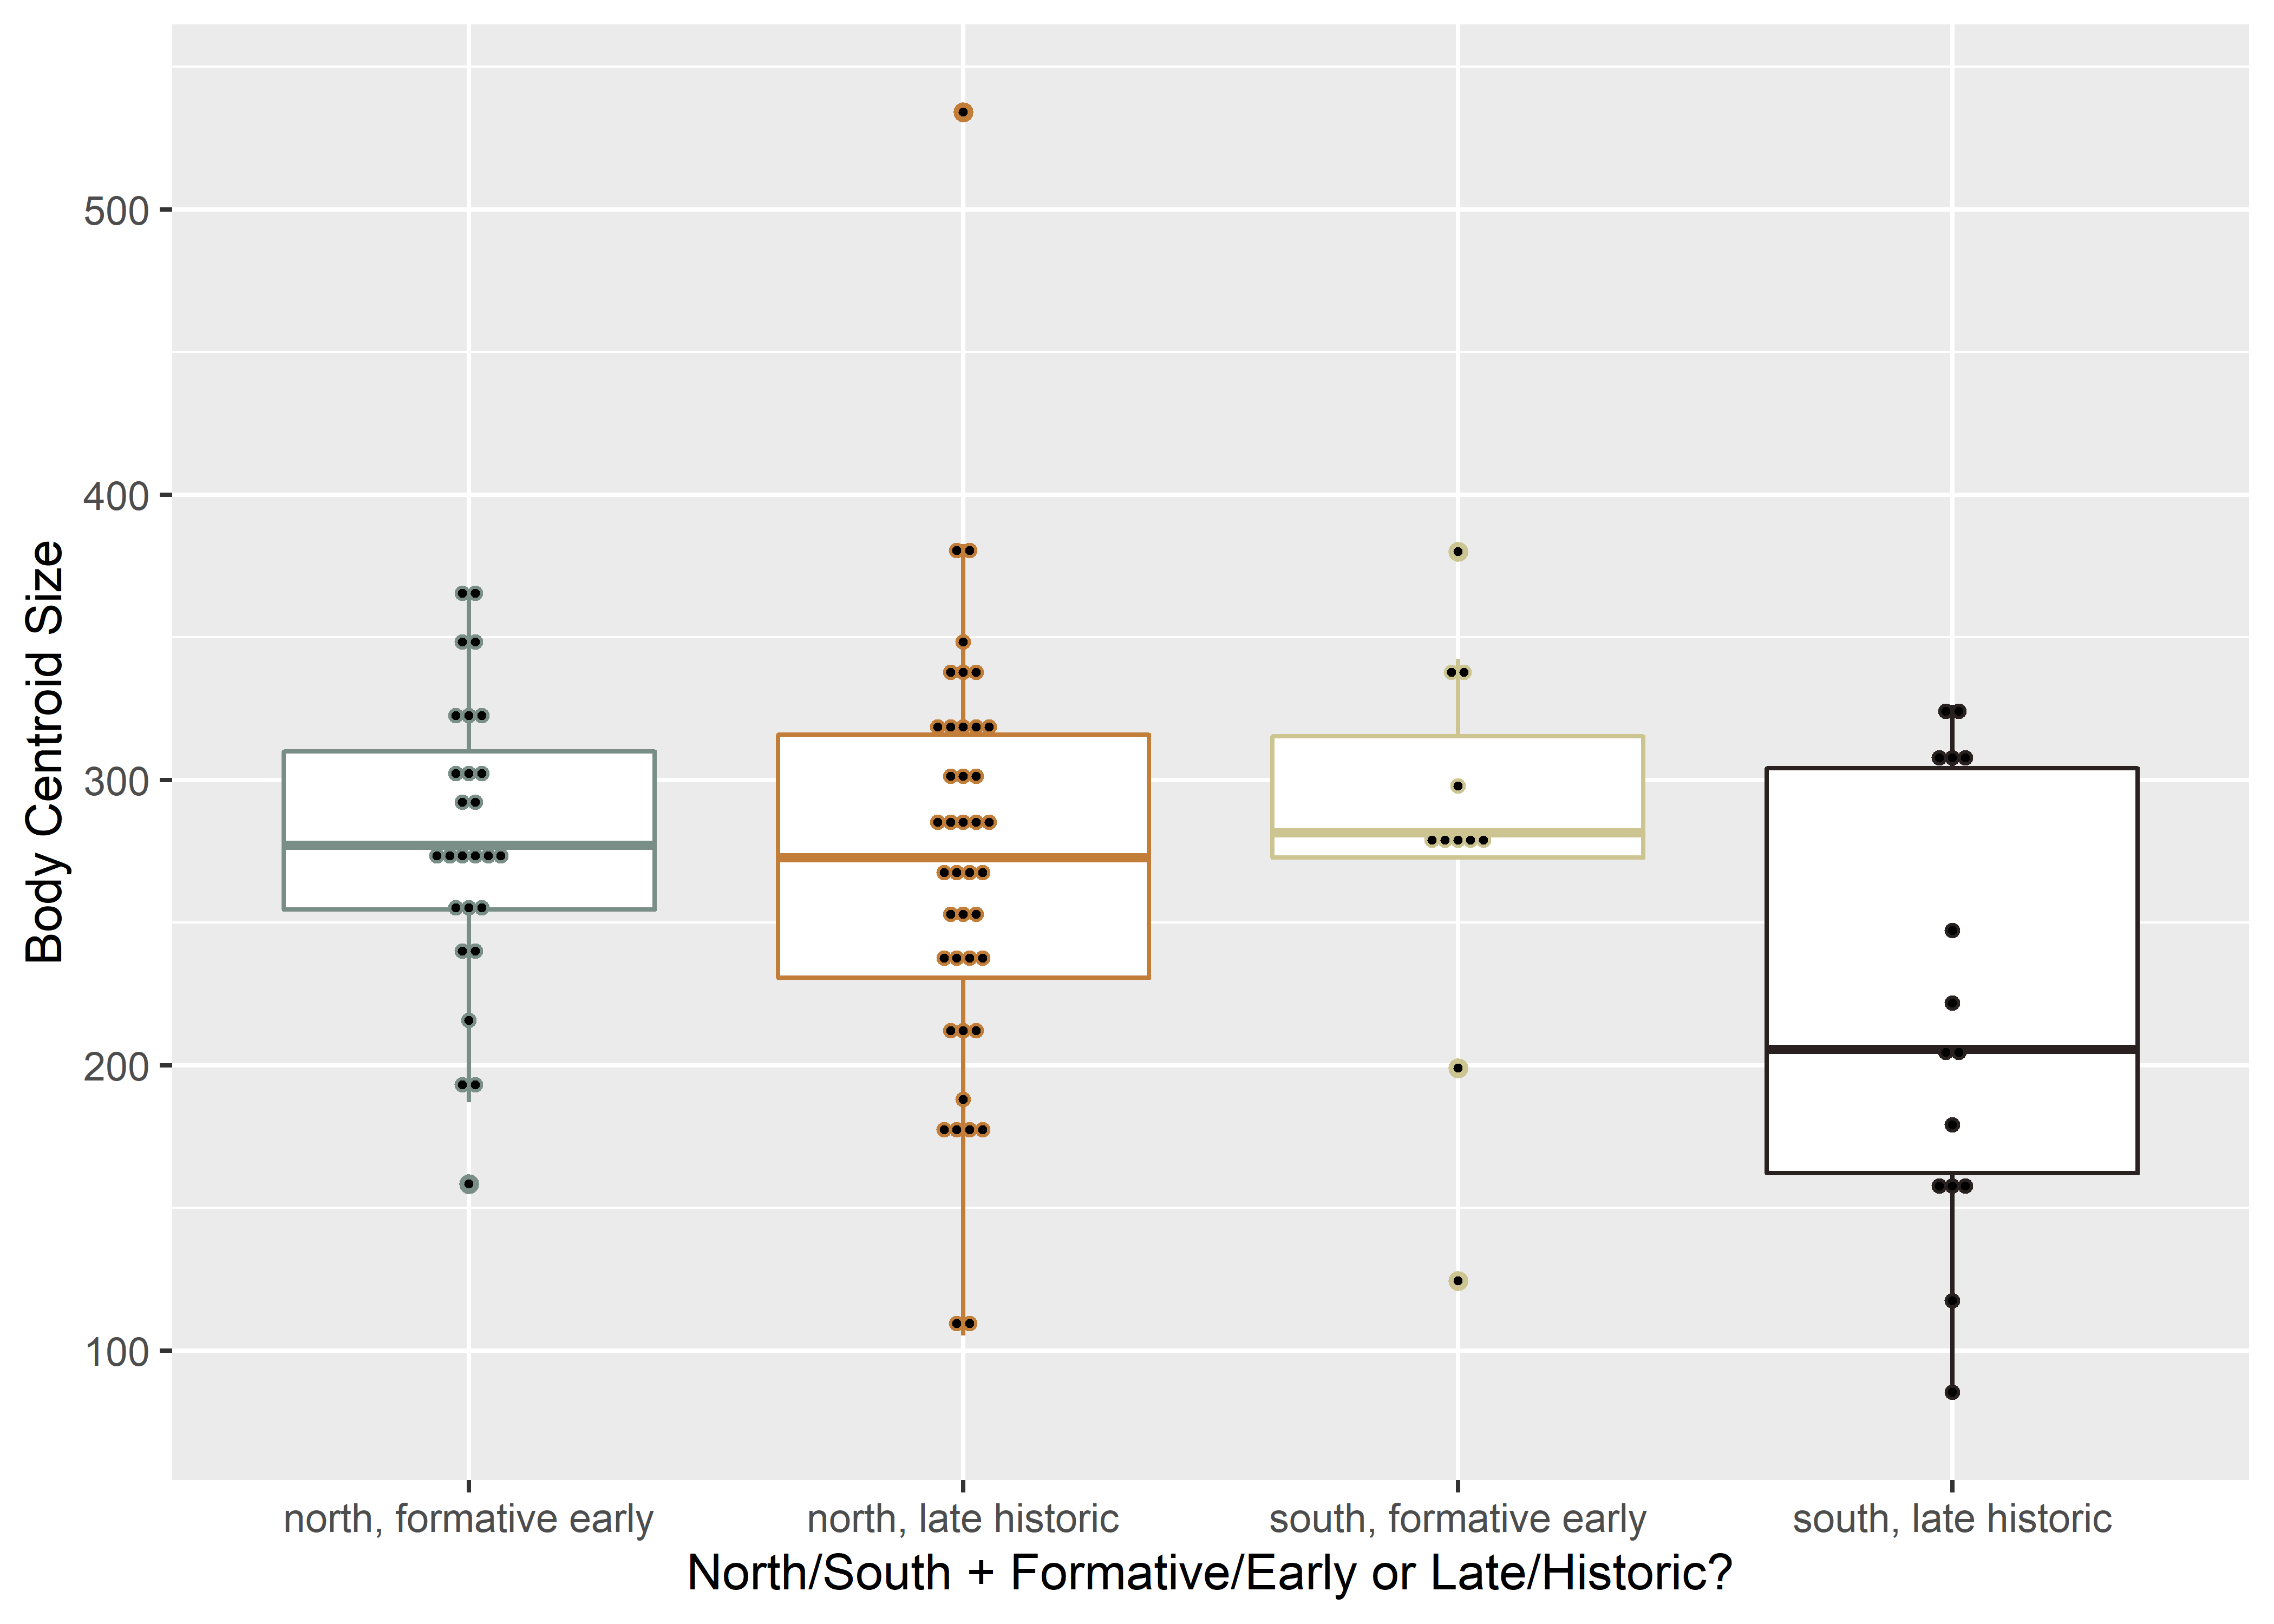 500
400
300
200
100
Body Centroid Size
north, formative early
north, late historic
south, formative early
south, late historic
North/South + Formative/Early or Late/Historic?